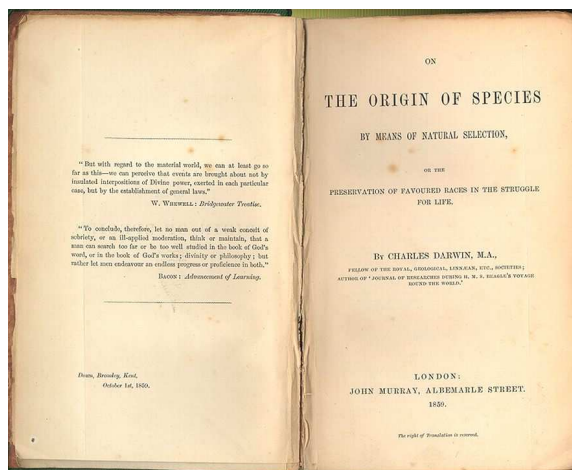 "But with regard to the material world, we can at least go so
far as this—we can perceive that events are brought about not by
insulated interpositions of Divine power, exerted in each particular
case, but by the establishment of general laws."
W. WHEWELL: Bridgewater Treatise.
"To conclude, therefore, let no man out of a weak conceit of
sobriety, or an ill-applied moderation, think or maintain, that a
man can search too far or be too well studied in the book of God's
word, or in the book of God's works; divinity or philosophy; but
rather let men endeavour an endless progress or proficience in both."
BACON: Advancement of Learning.
Down, Bromley, Kent,
October 1st, 1859.
ON
THE ORIGIN OF SPECIES
BY MEANS OF NATURAL SELECTION,
OR THE
PRESERVATION OF FAVOURED RACES IN THE STRUGGLE
FOR LIFE.
BY CHARLES DARWIN, M.A.,
FELLOW OF THE ROYAL, GEOLOGICAL, LINNÆAN, ETC., SOCIETIES;
AUTHOR OF 'JOURNAL OF RESEARCHES DURING H. M. S. BEAGLE'S VOYAGE
ROUND THE WORLD.'
LONDON:
JOHN MURRAY, ALBEMARLE STREET.
1859.
The right of Translation is reserved.